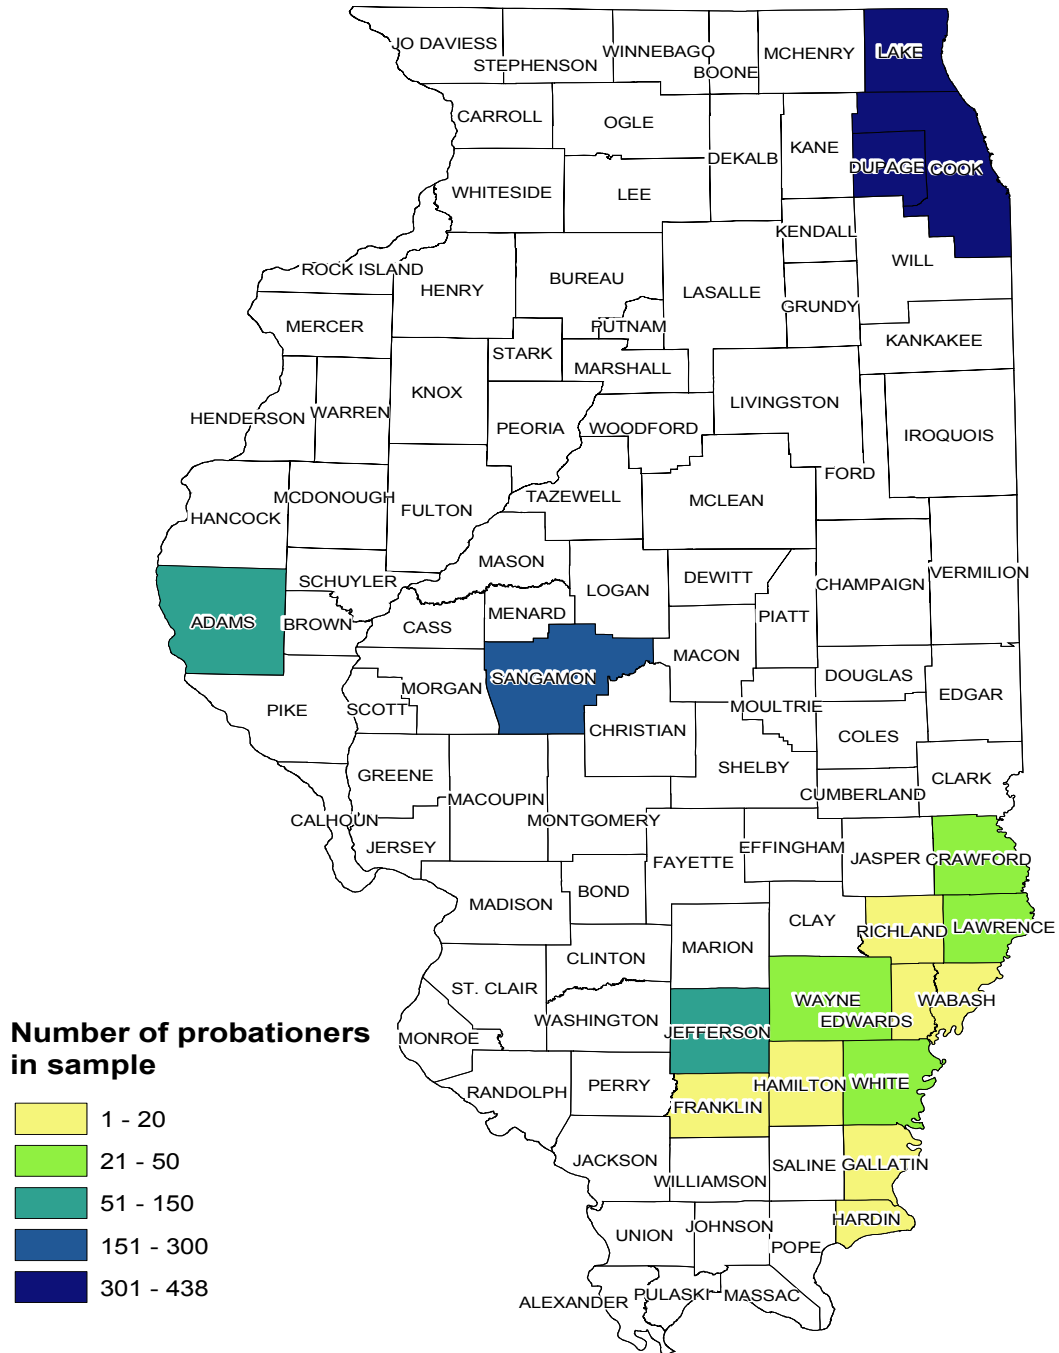 JO DAVIESS
STEPHENSON
WINNEBAGO
BOONE
MCHENRY
LAKE
CARROLL
OGLE
DEKALB
KANE
DUPAGE
COOK
WHITESIDE
LEE
KENDALL
WILL
ROCK ISLAND
HENRY
BUREAU
LASALLE
GRUNDY
MERCER
PUTNAM
KANKAKEE
STARK
MARSHALL
KNOX
HENDERSON
WARREN
PEORIA
WOODFORD
LIVINGSTON
IROQUOIS
FORD
HANCOCK
MCDONOUGH
FULTON
TAZEWELL
MCLEAN
MASON
SCHUYLER
LOGAN
DEWITT
CHAMPAIGN
VERMILION
ADAMS
BROWN
CASS
MENARD
PIATT
MACON
SANGAMON
DOUGLAS
EDGAR
PIKE
SCOTT
MORGAN
CHRISTIAN
MOULTRIE
COLES
SHELBY
CLARK
GREENE
MACOUPIN
CUMBERLAND
CALHOUN
JERSEY
MONTGOMERY
FAYETTE
EFFINGHAM
JASPER
CRAWFORD
MADISON
BOND
CLAY
RICHLAND
LAWRENCE
MARION
CLINTON
ST. CLAIR
WASHINGTON
JEFFERSON
WAYNE
EDWARDS
WABASH
MONROE
RANDOLPH
PERRY
FRANKLIN
HAMILTON
WHITE
JACKSON
WILLIAMSON
SALINE
GALLATIN
UNION
JOHNSON
POPE
HARDIN
ALEXANDER
PULASKI
MASSAC
Number of probationers
in sample
1 - 20
21 - 50
51 - 150
151 - 300
301 - 438